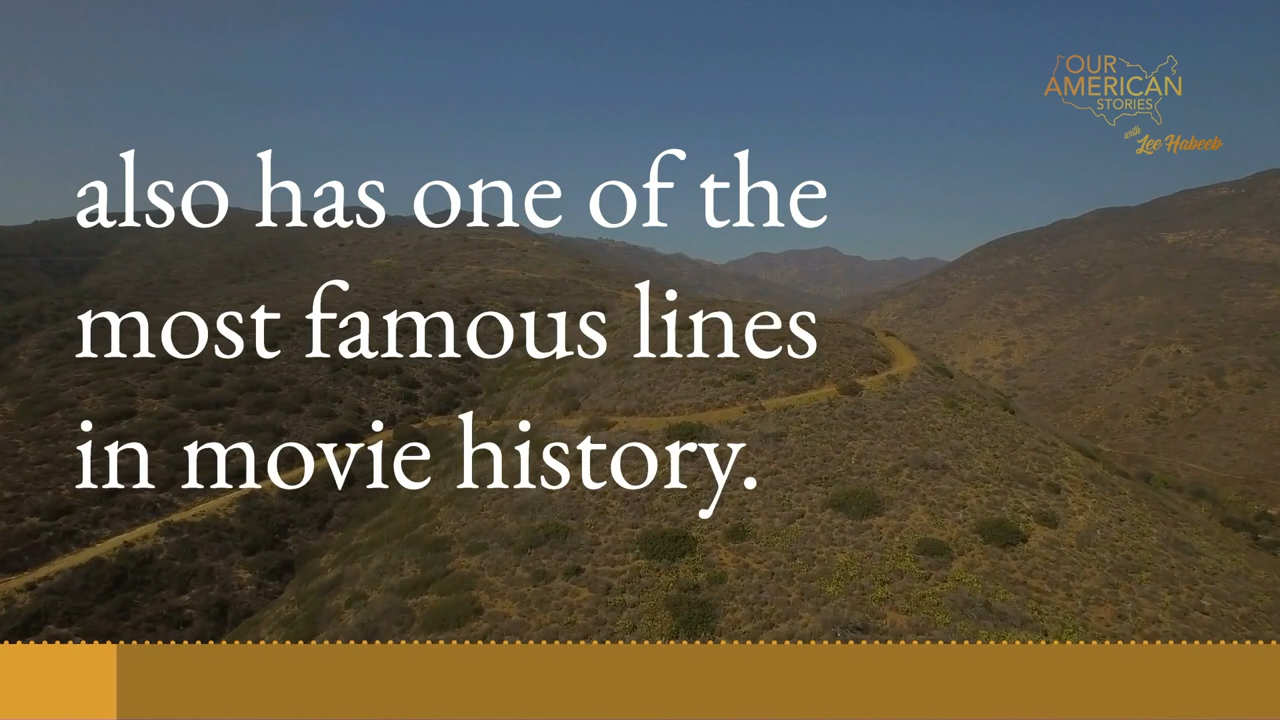 OUR
AMERICAN
STORIES
with
Lee Habeeb
also has one of the
most famous lines
in movie history.